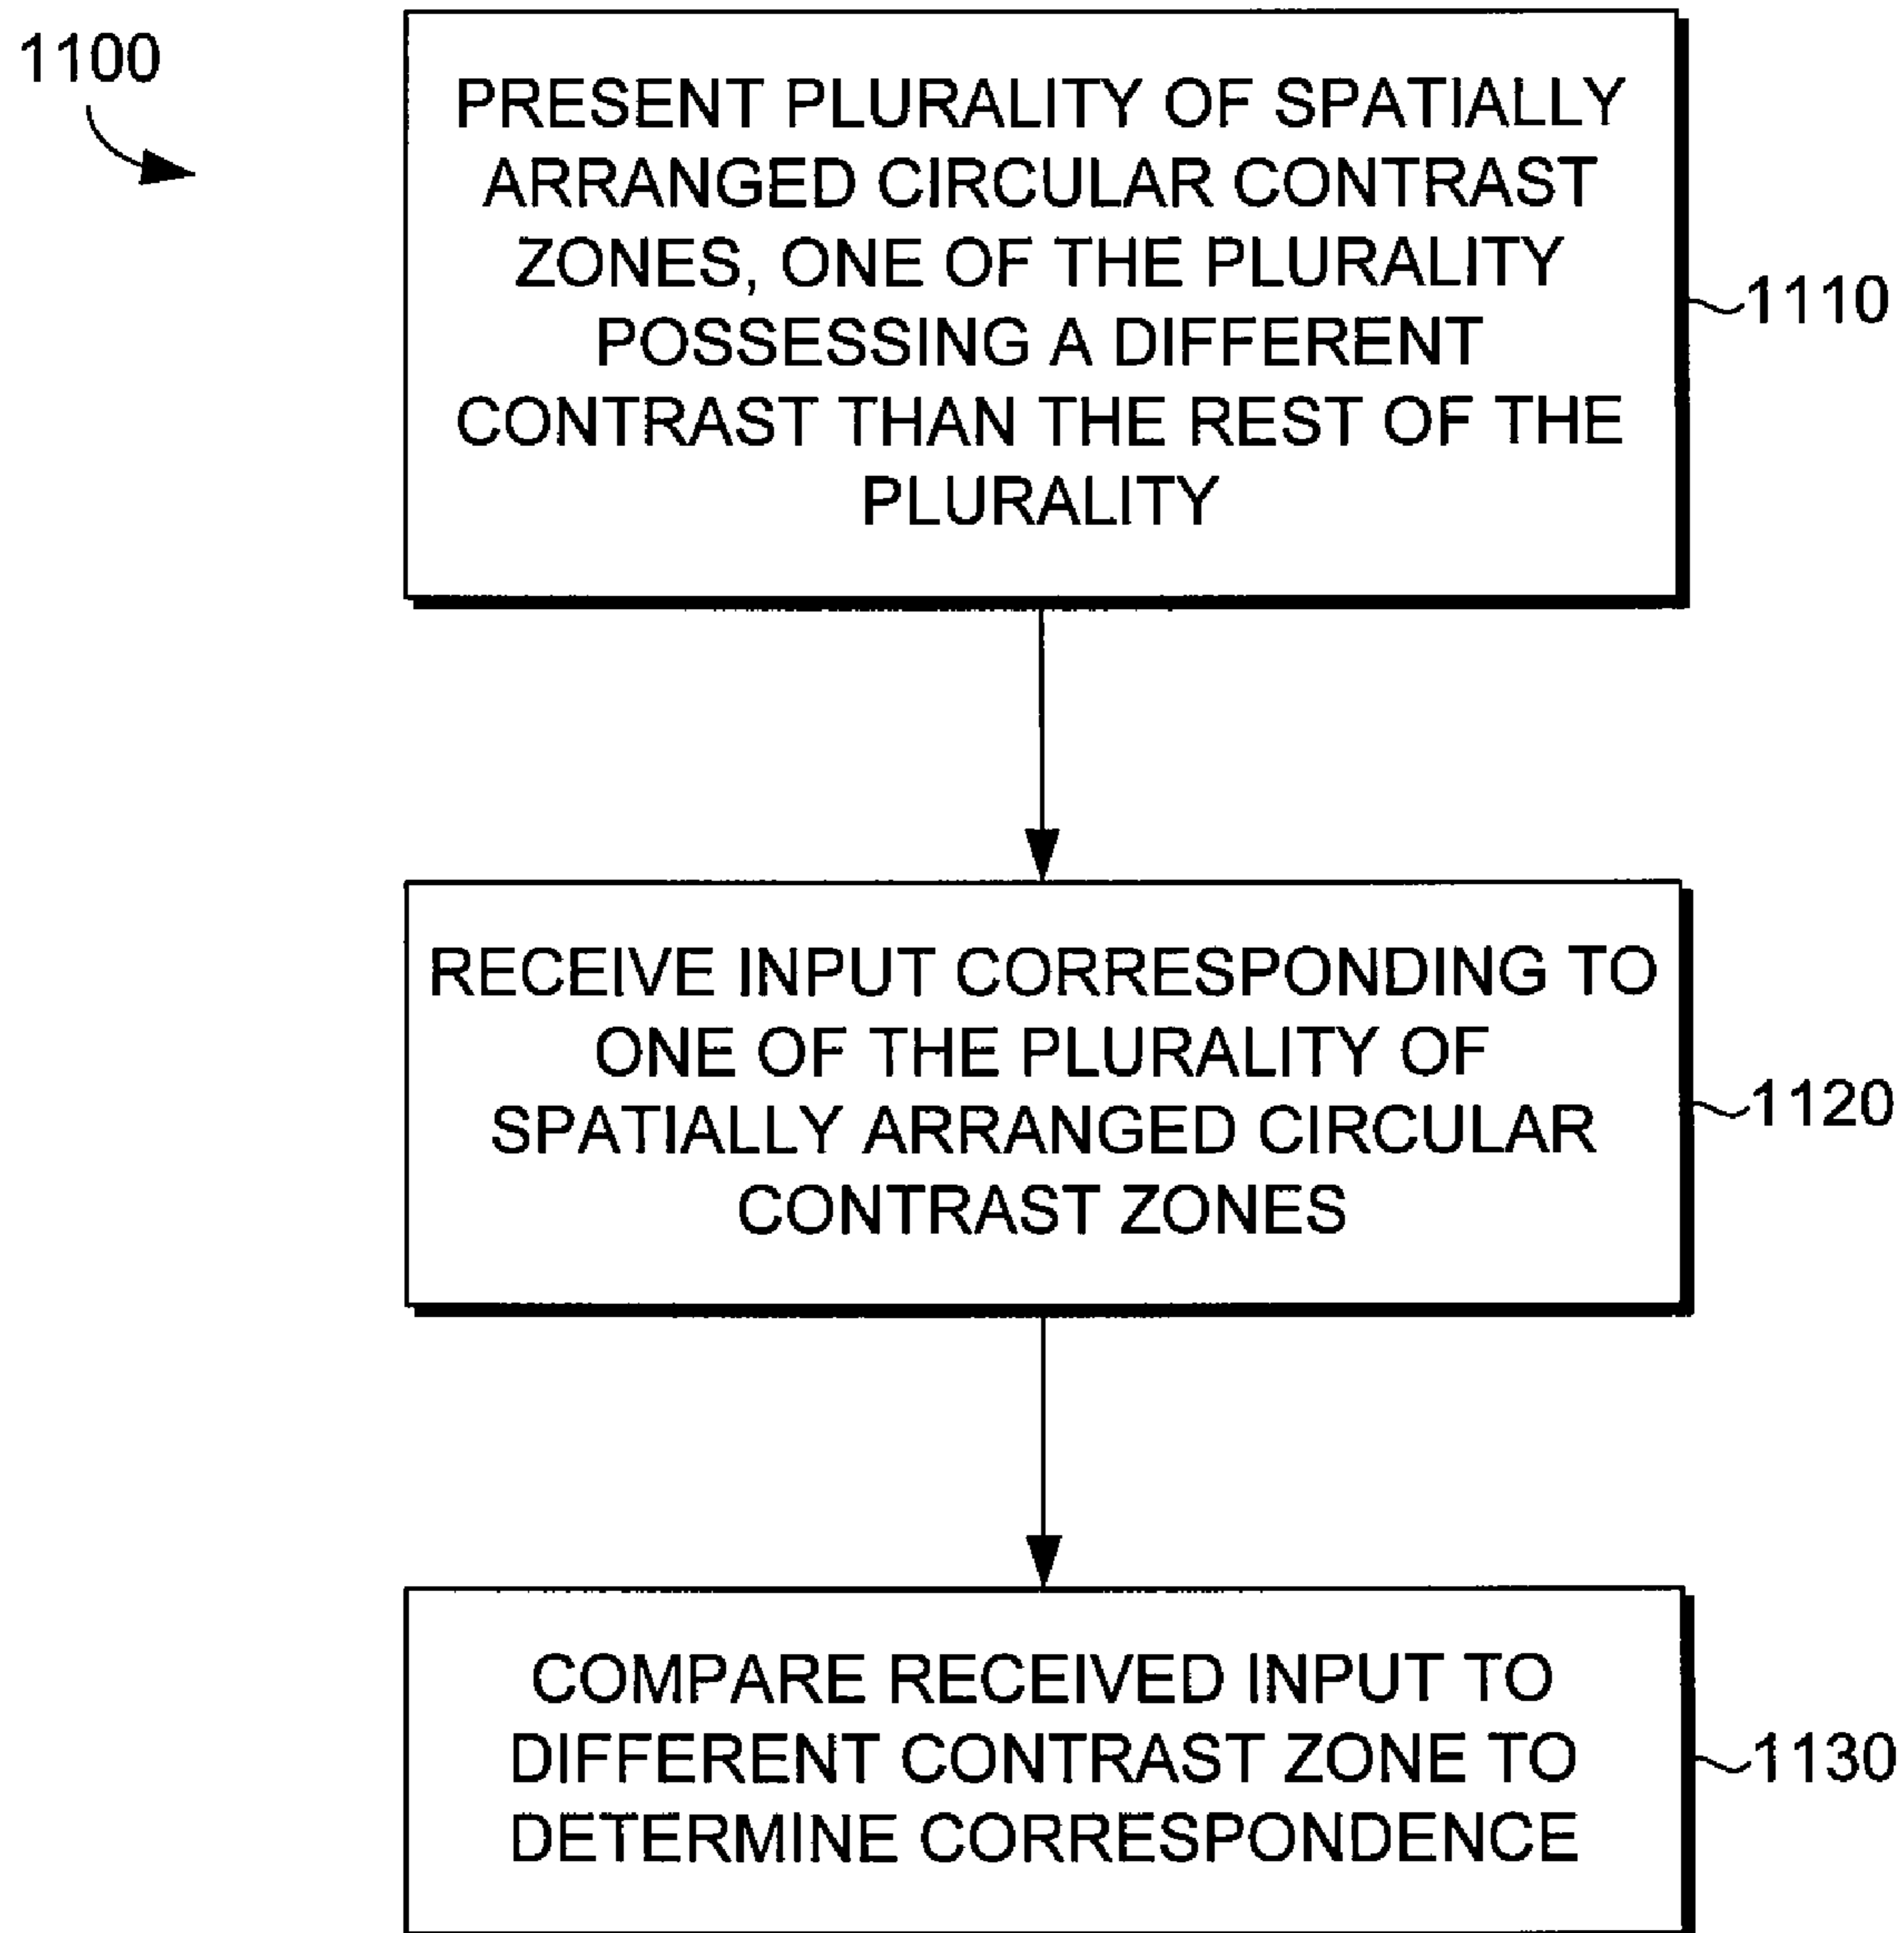 1100
PRESENT PLURALITY OF SPATIALLY
ARRANGED CIRCULAR CONTRAST
ZONES, ONE OF THE PLURALITY
POSSESSING A DIFFERENT
CONTRAST THAN THE REST OF THE
PLURALITY
1110
RECEIVE INPUT CORRESPONDING TO
ONE OF THE PLURALITY OF
SPATIALLY ARRANGED CIRCULAR
CONTRAST ZONES
1120
COMPARE RECEIVED INPUT TO
DIFFERENT CONTRAST ZONE TO
DETERMINE CORRESPONDENCE
1130